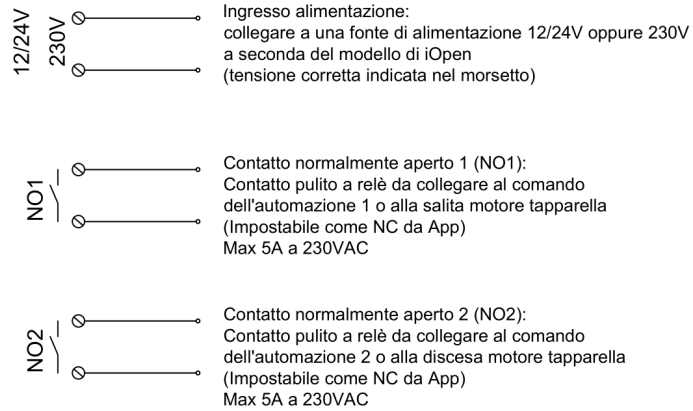 12/24V
230V
Ingresso alimentazione:
collegare a una fonte di alimentazione 12/24V oppure 230V
a seconda del modello di iOpen
(tensione corretta indicata nel morsetto)
NO1
Contatto normalmente aperto 1 (NO1):
Contatto pulito a relè da collegare al comando
dell'automazione 1 o alla salita motore tapparella
(Impostabile come NC da App)
Max 5A a 230VAC
NO2
Contatto normalmente aperto 2 (NO2):
Contatto pulito a relè da collegare al comando
dell'automazione 2 o alla discesa motore tapparella
(Impostabile come NC da App)
Max 5A a 230VAC